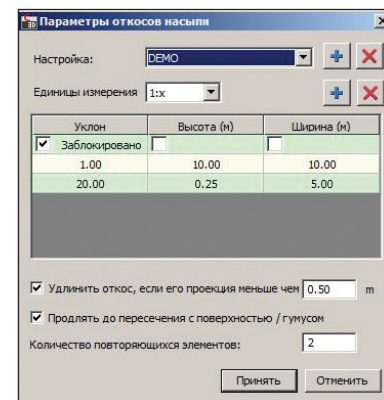 Параметры откосов насыпи
Настройка: DEMO
Единицы измерения 1:x
Уклон Высота (м) Ширина (м)
Заблокировано
1.00 10.00 10.00
20.00 0.25 5.00
Удлинить откос, если его проекция меньше чем 0.50 m
Продлять до пересечения с поверхностью / гумусом
Количество повторяющихся элементов: 2
Принять Отменить